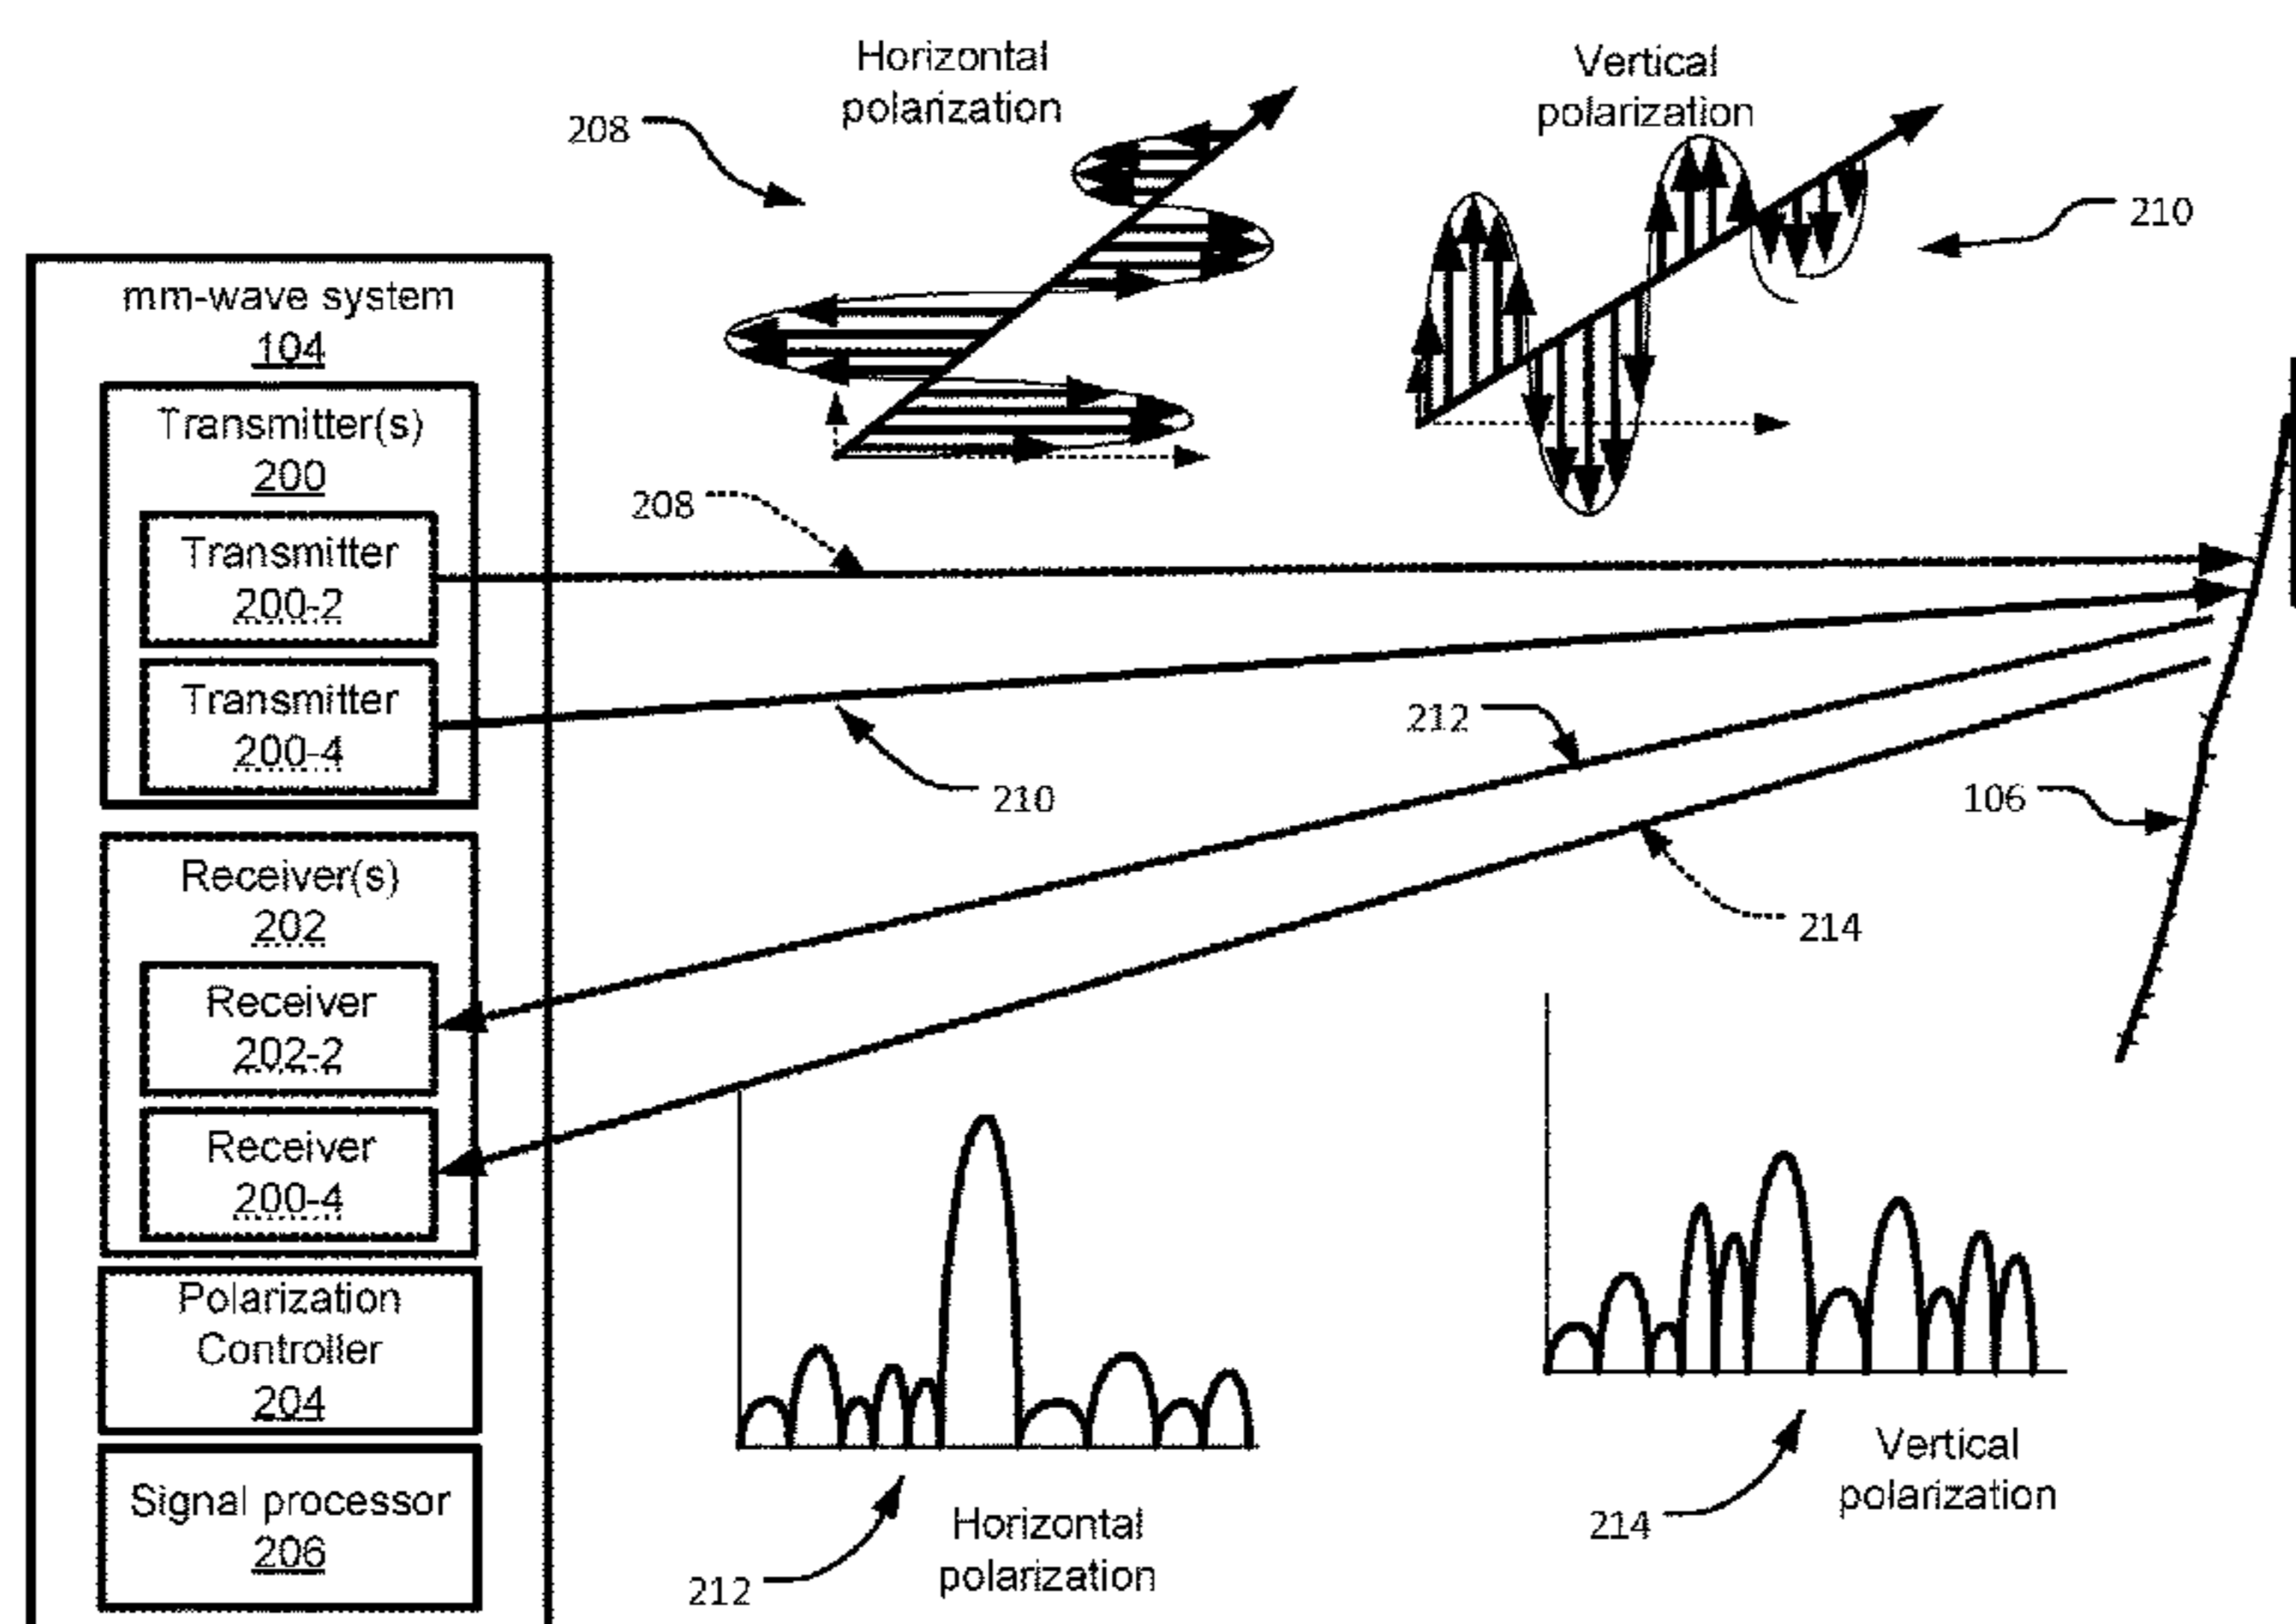 Horizontal
polarization
208
Vertical
polarization
210
mm-wave system
104
Transmitter(s)
200
Transmitter
200-2
Transmitter
200-4
208
210
212
214
106
Receiver(s)
202
Receiver
202-2
Receiver
200-4
Polarization
Controller
204
Signal processor
206
212
Horizontal
polarization
214
Vertical
polarization